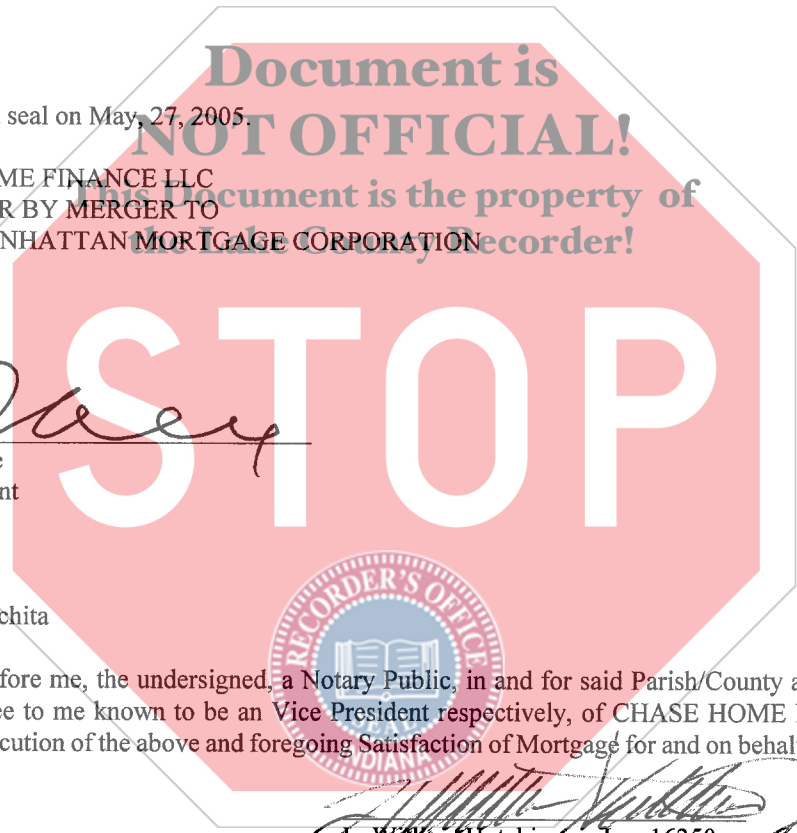 Document is
seal on May, 27, 2005.
NOT OFFICIAL!
ME FINANCE LLC
This Document is the property of
R BY MERGER TO
NHATTAN MORTGAGE CORPORATION
the Lake County Recorder!
STOP
nt
chita
RECORDER'S OFFICE
fore me, the undersigned, a Notary Public, in and for said Parish/County a
ee to me known to be an Vice President respectively, of CHASE HOME
cution of the above and foregoing Satisfaction of Mortgage for and on behal
SEAL
INDIANA
16250